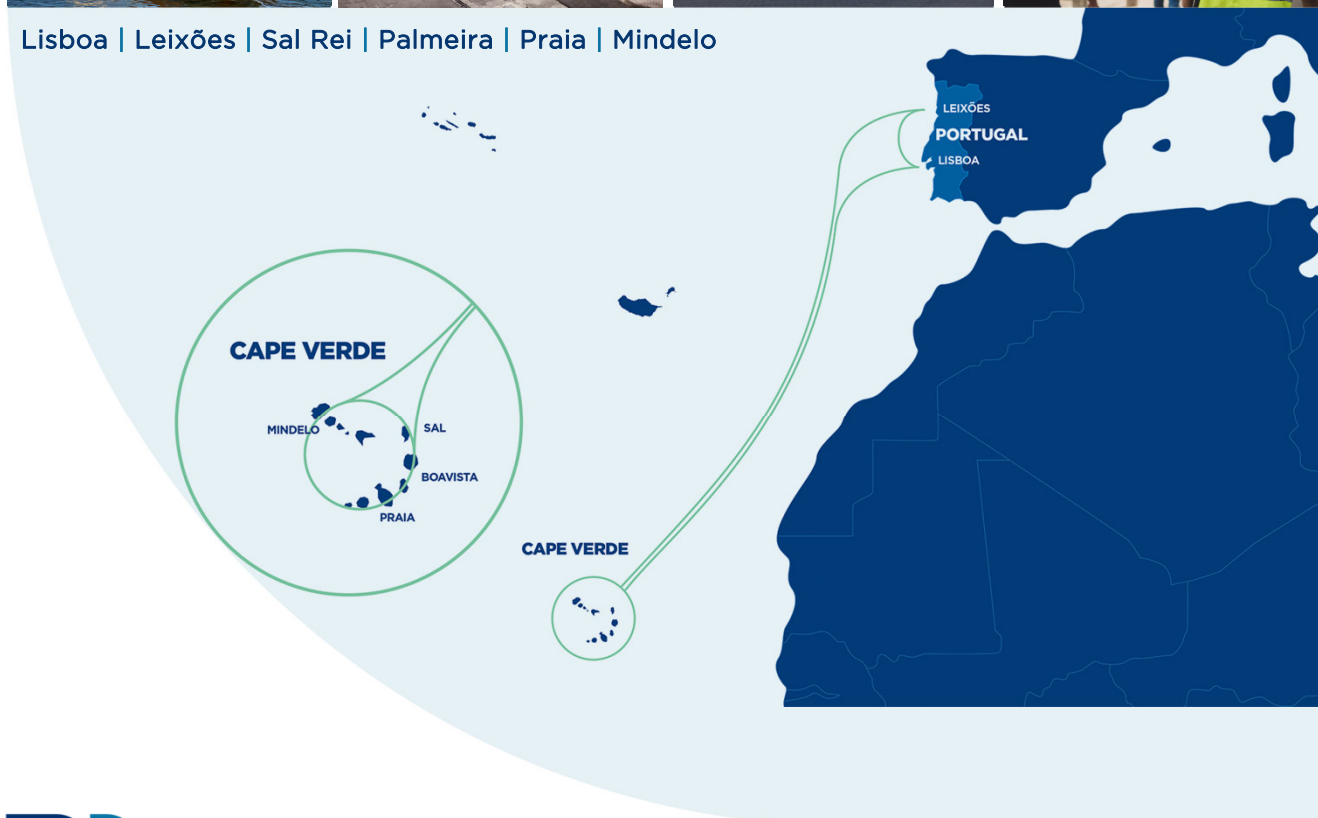 Lisboa | Leixões | Sal Rei | Palmeira | Praia | Mindelo
LEIXÕES
PORTUGAL
LISBOA
CAPE VERDE
MINDELO
SAL
BOAVISTA
PRAIA
CAPE VERDE